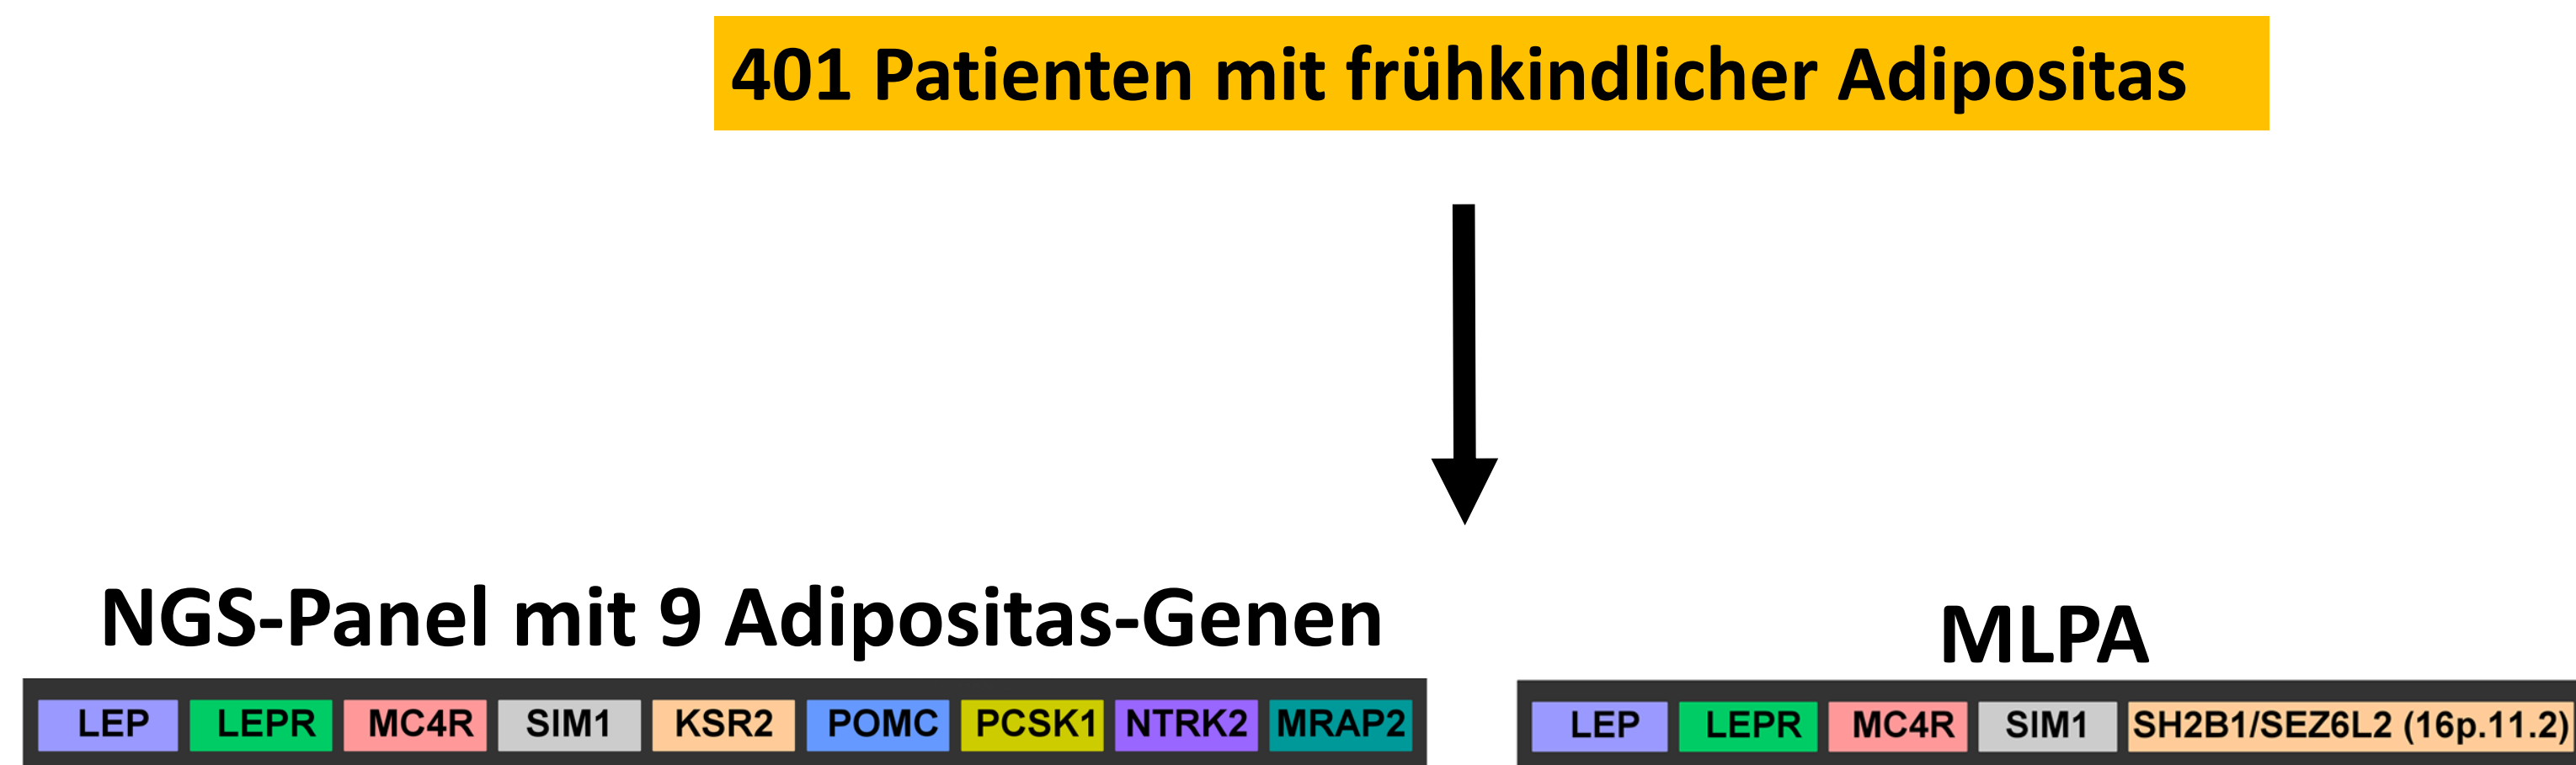 401 Patienten mit frühkindlicher Adipositas
NGS-Panel mit 9 Adipositas-Genen
LEP LEPR MC4R SIM1 KSR2 POMC PCSK1 NTRK2 MRAP2
MLPA
LEP LEPR MC4R SIM1 SH2B1/SEZ6L2 (16p.11.2)